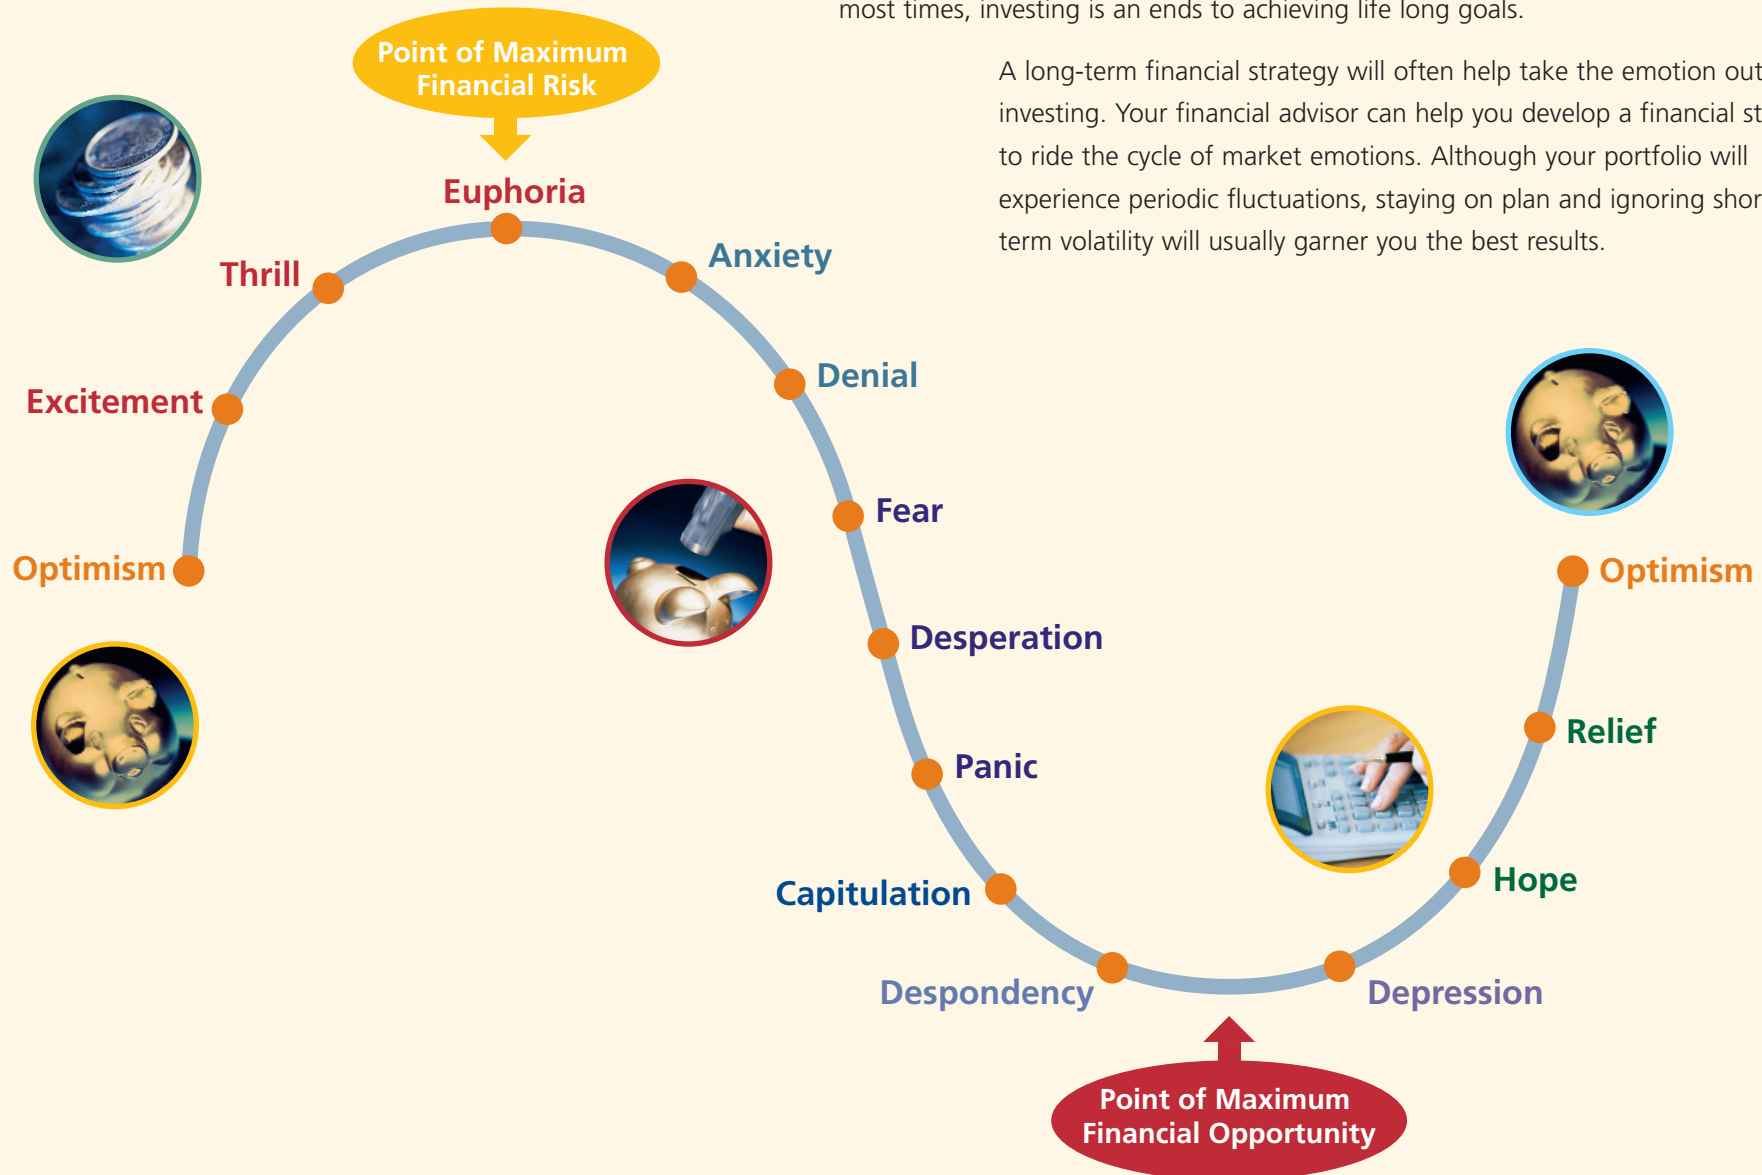 most times, investing is an ends to achieving life long goals.
A long-term financial strategy will often help take the emotion out
investing. Your financial advisor can help you develop a financial st
to ride the cycle of market emotions. Although your portfolio will
experience periodic fluctuations, staying on plan and ignoring shor
term volatility will usually garner you the best results.
Point of Maximum
Financial Risk
Euphoria
Thrill
Anxiety
Excitement
Denial
Fear
Optimism
Optimism
Desperation
Relief
Panic
Capitulation
Hope
Despondency
Depression
Point of Maximum
Financial Opportunity